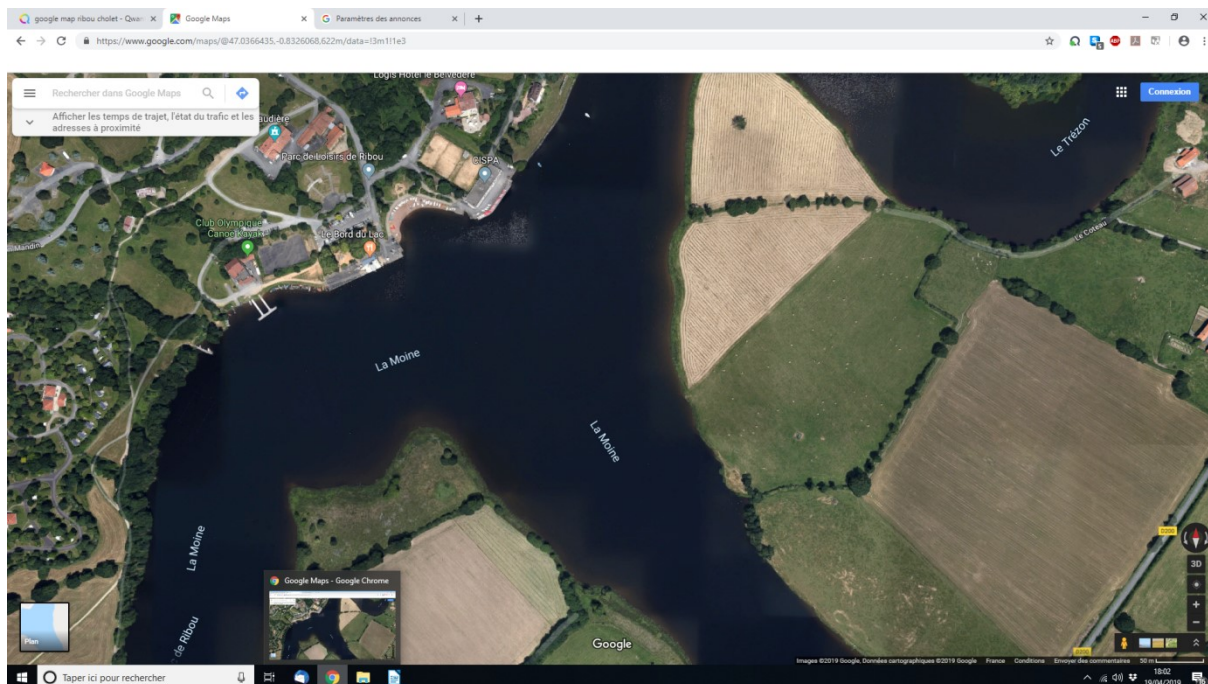 google map ribou cholet - Qwan
Google Maps
Paramètres des annonces
https://www.google.com/maps/@47.0366435,-0.8326068,622m/data=!3m1!1e3
Rechercher dans Google Maps
Connexion
Afficher les temps de trajet, l'état du trafic et les
adresses à proximité
Logis Hôtel le Belvédère
audière
Parc de Loisirs de Ribou
CISPA
Le Trézon
Club Olympique
Canoë Kayak
Le Bord du Lac
Le Coteau
La Moine
La Moine
La Moine
D200
3D
Google Maps - Google Chrome
Plan
c de Ribou
Google
D200
Images ©2019 Google, Données cartographiques ©2019 Google France Conditions Envoyer des commentaires 50 m
Taper ici pour rechercher
18:02
19/04/2019